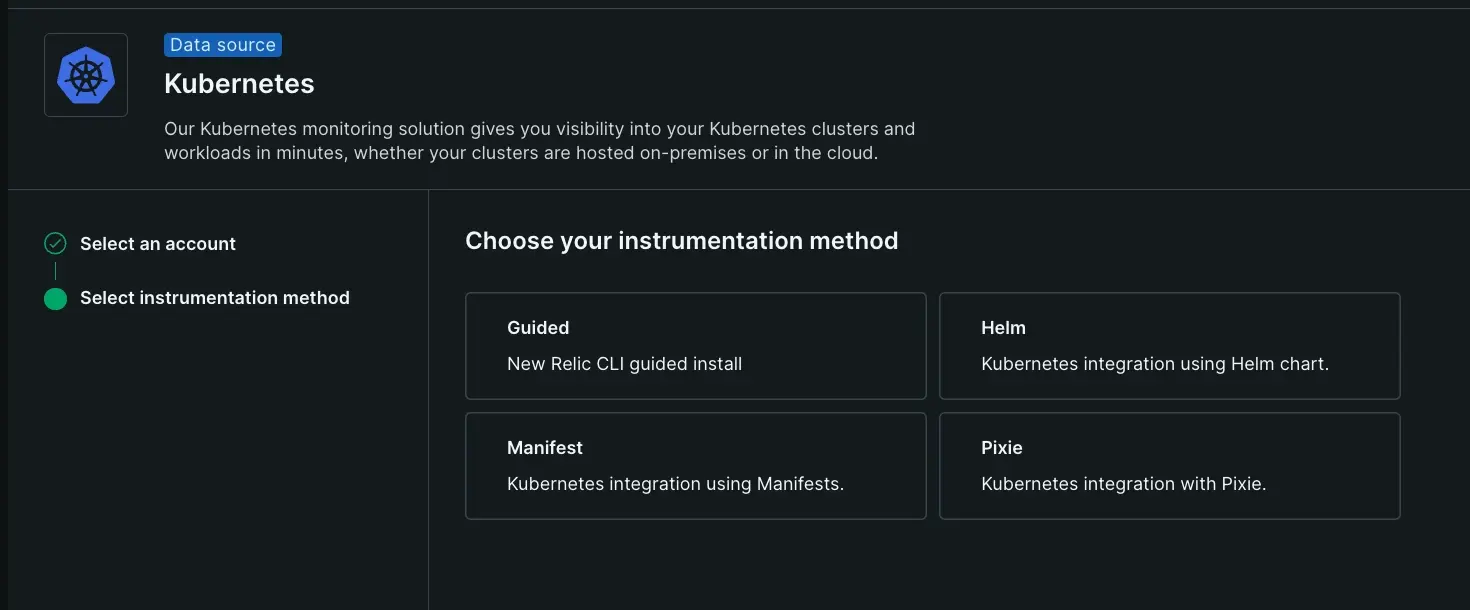 Data source
Kubernetes
Our Kubernetes monitoring solution gives you visibility into your Kubernetes clusters and
workloads in minutes, whether your clusters are hosted on-premises or in the cloud.
Select an account
Select instrumentation method
Choose your instrumentation method
Guided
New Relic CLI guided install
Helm
Kubernetes integration using Helm chart.
Manifest
Kubernetes integration using Manifests.
Pixie
Kubernetes integration with Pixie.